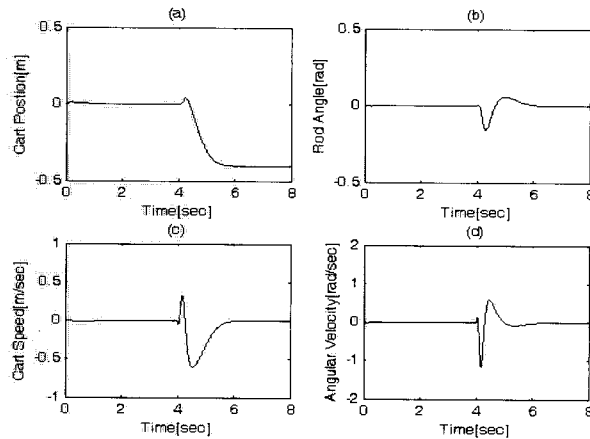 (a)
Cart Postion[m]
0.5
0
-0.5
0 2 4 6 8
Time[sec]
(b)
Rod Angle[rad]
0.5
0
-0.5
0 2 4 6 8
Time[sec]
(c)
Cart Speed[m/sec]
1
0.5
0
-0.5
-1
0 2 4 6 8
Time[sec]
(d)
Angular Velocity[rad/sec]
2
1
0
-1
-2
0 2 4 6 8
Time[sec]